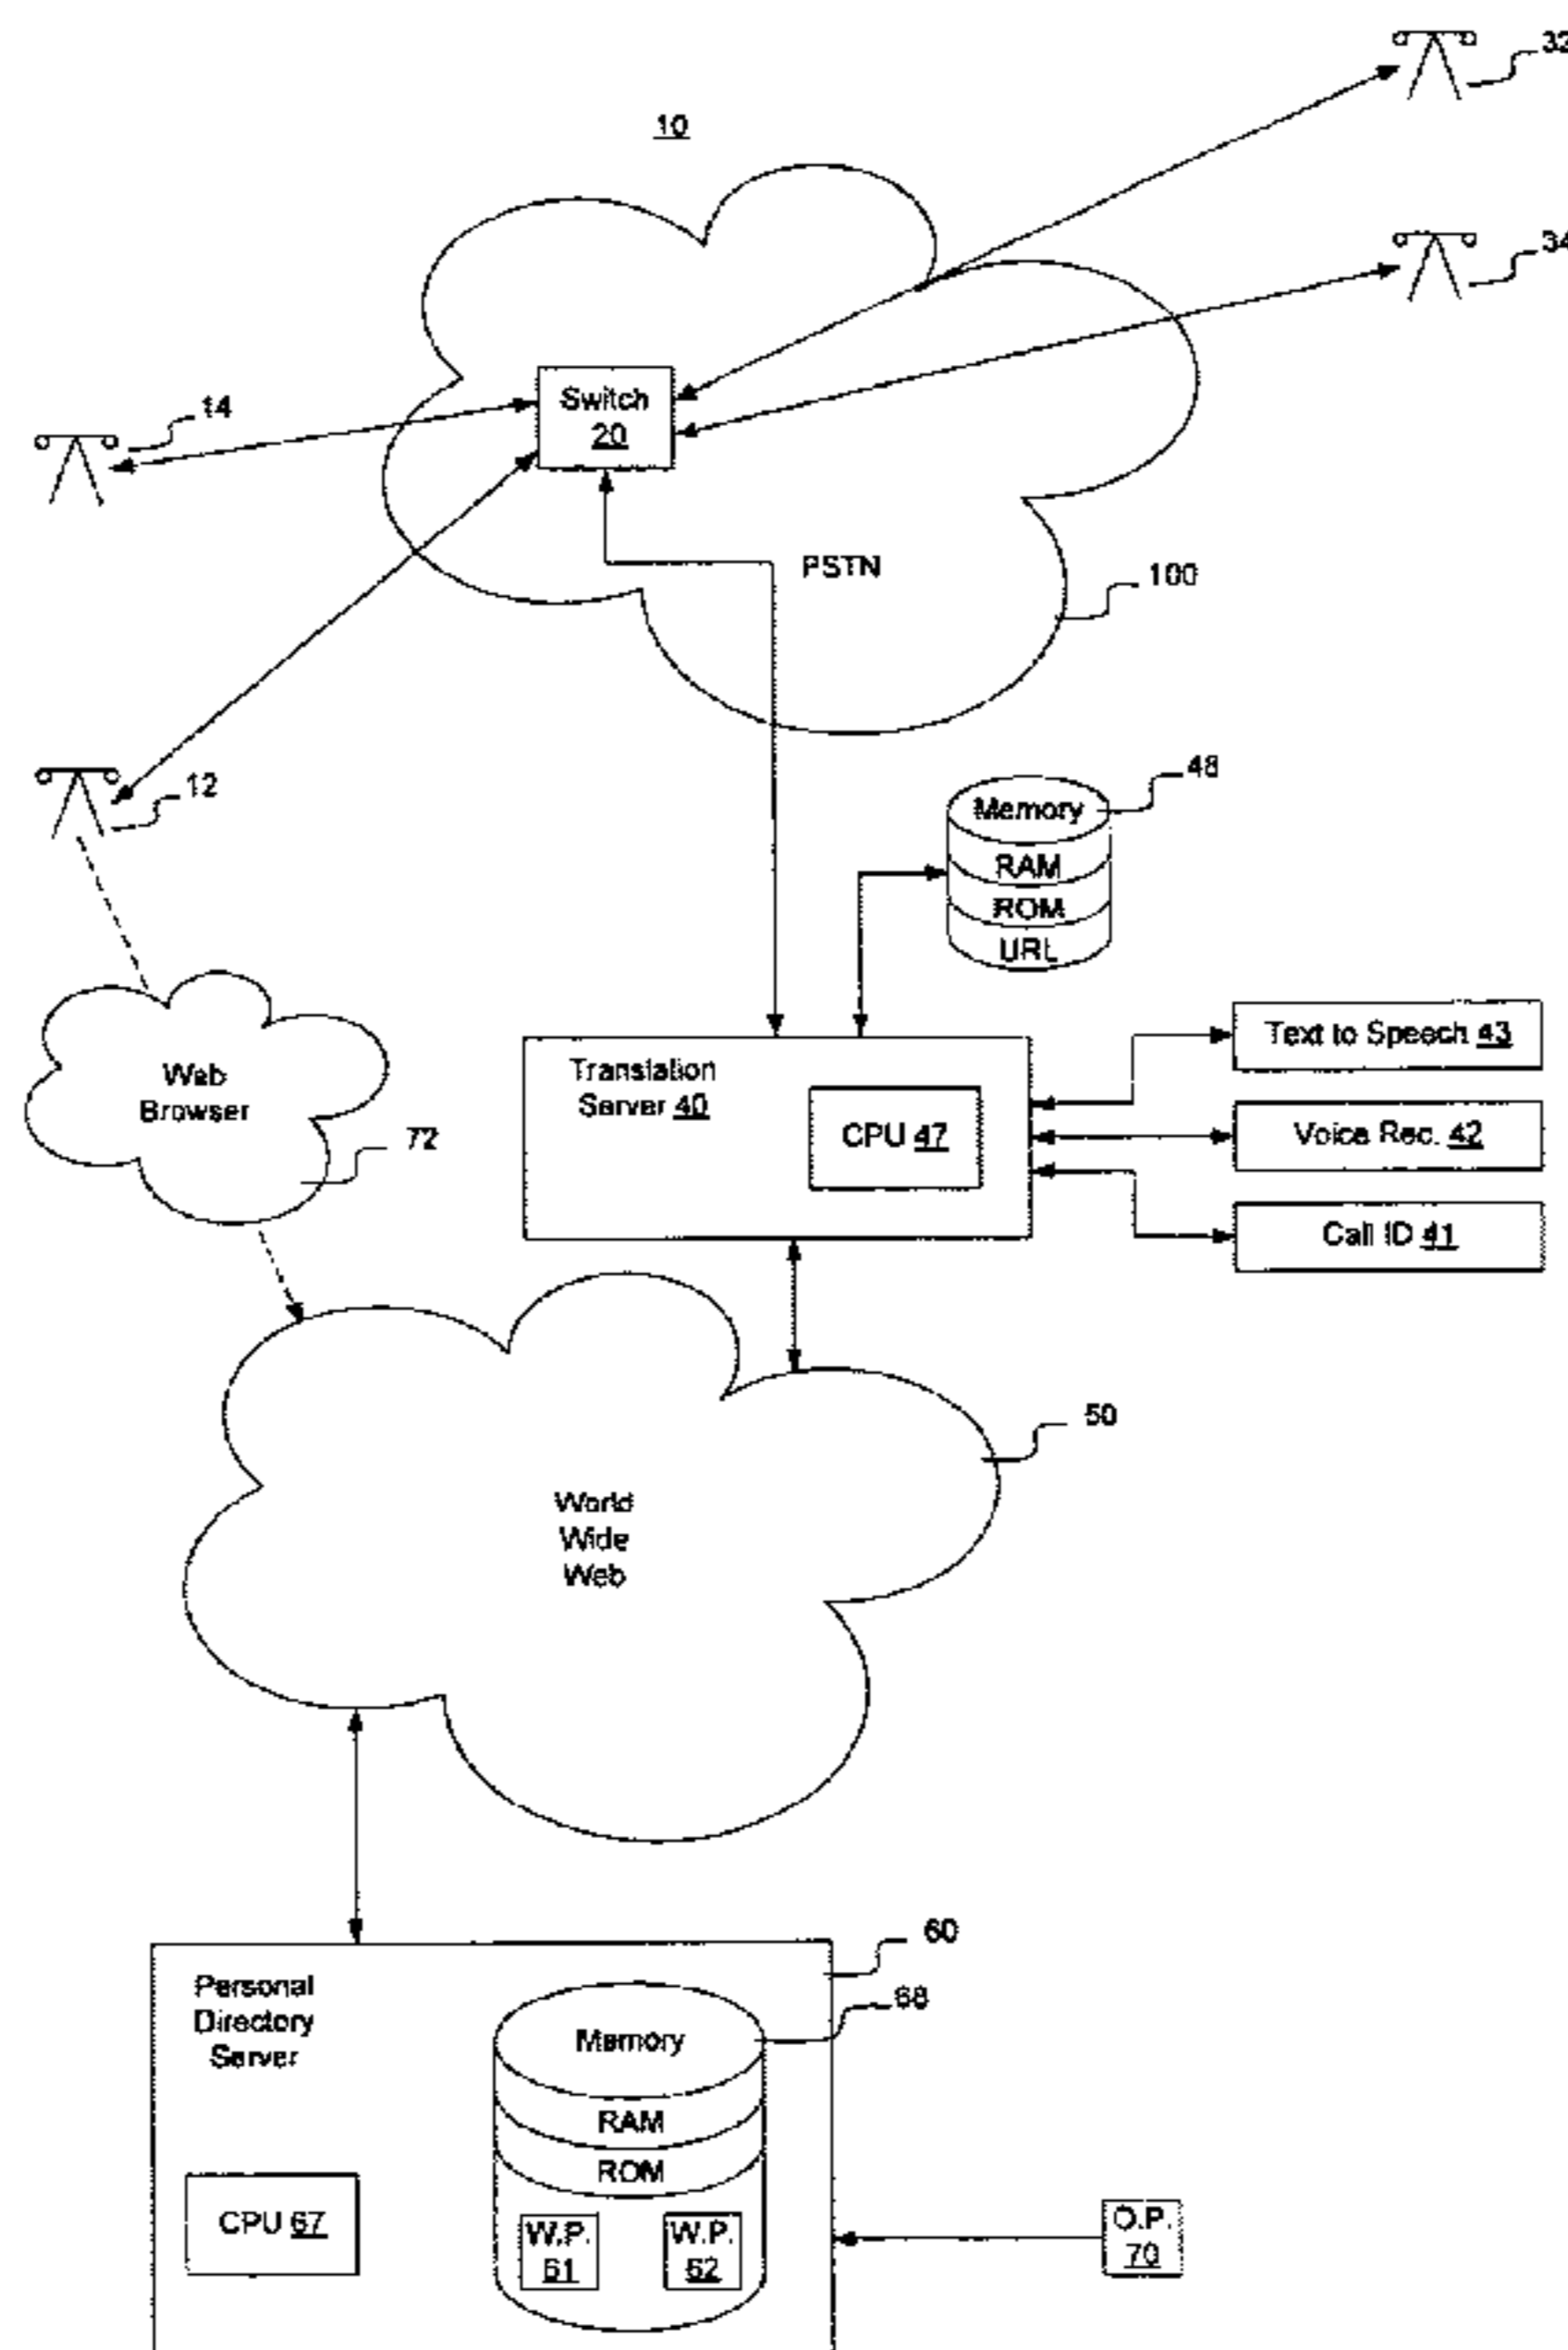 32
10
34
Switch
20
14
PSTN
100
12
48
Memory
RAM
ROM
URL
Text to Speech 43
Translation
Server 40
Web
Browser
CPU 47
Voice Rec. 42
72
Call ID 41
50
World
Wide
Web
60
Personal
Directory
Server
68
Memory
RAM
ROM
CPU 67
W.P.
61
W.P.
62
O.P.
70